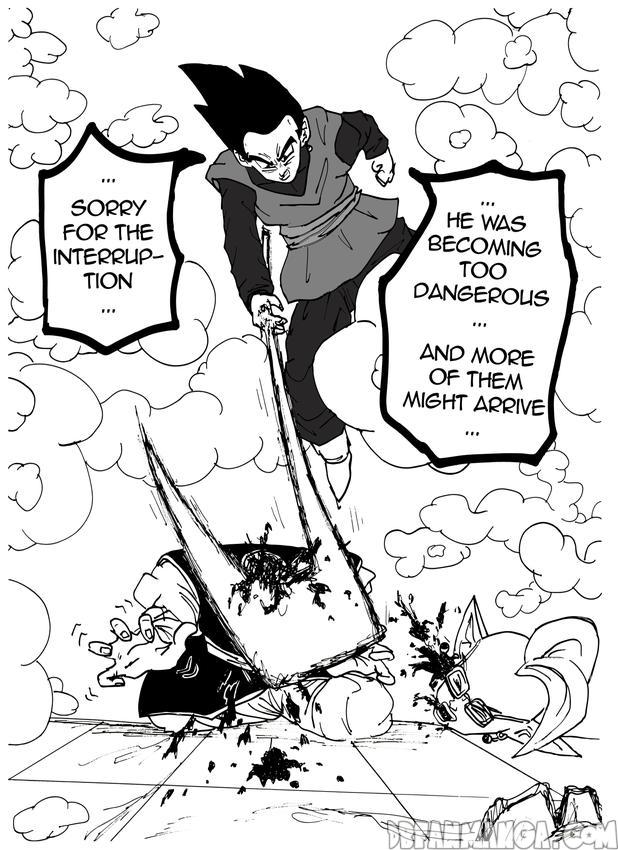 ...
SORRY
FOR THE
INTERRUP-
TION
...
...
HE WAS
BECOMING
TOO
DANGEROUS
...
AND MORE
OF THEM
MIGHT ARRIVE
...
DBFANMANGA.COM